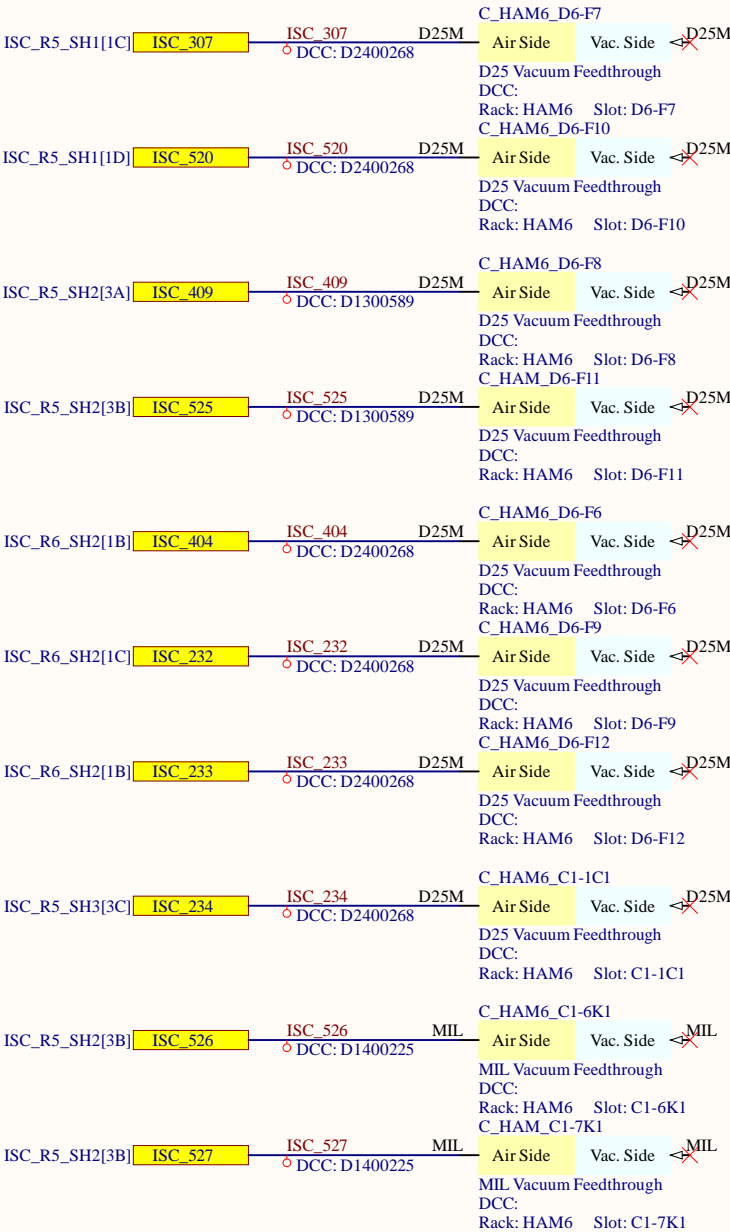 C_HAM6_D6-F7
ISC_R5_SH1[1C] ISC_307 ISC_307 D25M Air Side Vac. Side D25M
DCC: D2400268
D25 Vacuum Feedthrough
DCC:
Rack: HAM6 Slot: D6-F7
C_HAM6_D6-F10
ISC_R5_SH1[1D] ISC_520 ISC_520 D25M Air Side Vac. Side D25M
DCC: D2400268
D25 Vacuum Feedthrough
DCC:
Rack: HAM6 Slot: D6-F10
C_HAM6_D6-F8
ISC_R5_SH2[3A] ISC_409 ISC_409 D25M Air Side Vac. Side D25M
DCC: D1300589
D25 Vacuum Feedthrough
DCC:
Rack: HAM6 Slot: D6-F8
C_HAM_D6-F11
ISC_R5_SH2[3B] ISC_525 ISC_525 D25M Air Side Vac. Side D25M
DCC: D1300589
D25 Vacuum Feedthrough
DCC:
Rack: HAM6 Slot: D6-F11
C_HAM6_D6-F6
ISC_R6_SH2[1B] ISC_404 ISC_404 D25M Air Side Vac. Side D25M
DCC: D2400268
D25 Vacuum Feedthrough
DCC:
Rack: HAM6 Slot: D6-F6
C_HAM6_D6-F9
ISC_R6_SH2[1C] ISC_232 ISC_232 D25M Air Side Vac. Side D25M
DCC: D2400268
D25 Vacuum Feedthrough
DCC:
Rack: HAM6 Slot: D6-F9
C_HAM6_D6-F12
ISC_R6_SH2[1B] ISC_233 ISC_233 D25M Air Side Vac. Side D25M
DCC: D2400268
D25 Vacuum Feedthrough
DCC:
Rack: HAM6 Slot: D6-F12
C_HAM6_C1-1C1
ISC_R5_SH3[3C] ISC_234 ISC_234 D25M Air Side Vac. Side D25M
DCC: D2400268
D25 Vacuum Feedthrough
DCC:
Rack: HAM6 Slot: C1-1C1
C_HAM6_C1-6K1
ISC_R5_SH2[3B] ISC_526 ISC_526 MIL Air Side Vac. Side MIL
DCC: D1400225
MIL Vacuum Feedthrough
DCC:
Rack: HAM6 Slot: C1-6K1
C_HAM_C1-7K1
ISC_R5_SH2[3B] ISC_527 ISC_527 MIL Air Side Vac. Side MIL
DCC: D1400225
MIL Vacuum Feedthrough
DCC:
Rack: HAM6 Slot: C1-7K1